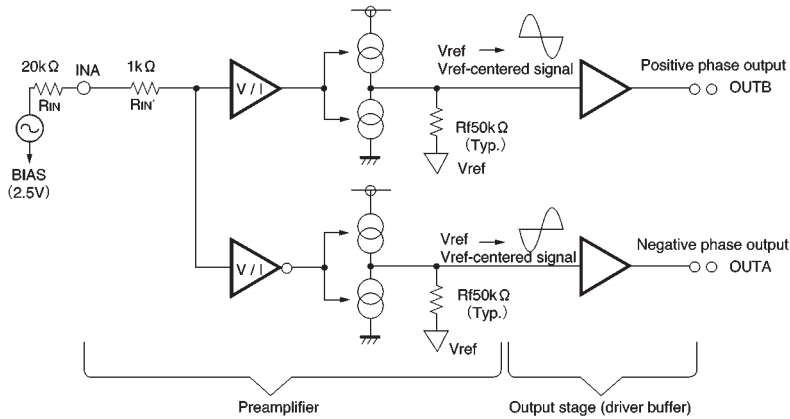 20kΩ
INA
1kΩ
RIN
RIN'
BIAS
(2.5V)
V / I
Vref
Vref-centered signal
Rf50kΩ
(Typ.)
Vref
Positive phase output
OUTB
V / I
Vref
Vref-centered signal
Rf50kΩ
(Typ.)
Vref
Negative phase output
OUTA
Preamplifier
Output stage (driver buffer)